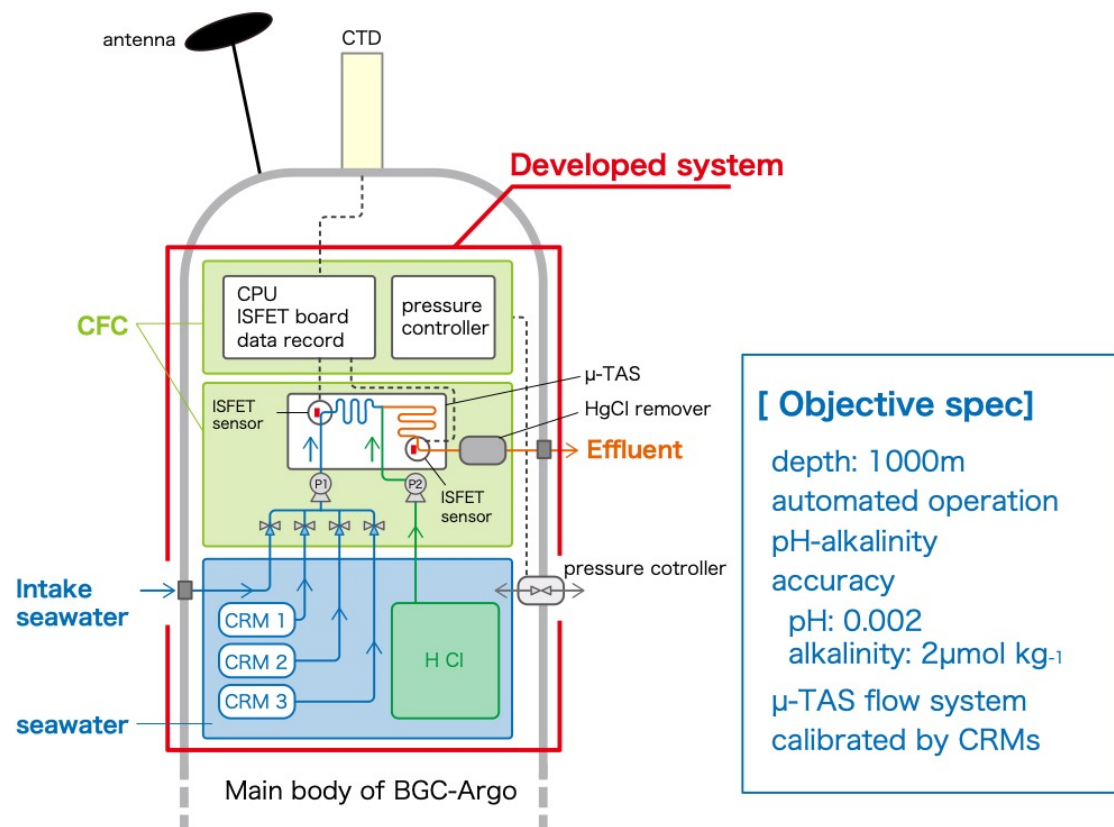 antenna
CTD
Developed system
CFC
CPU
ISFET board
data record
pressure
controller
ISFET
sensor
μ-TAS
HgCl remover
Effluent
P1
P2
ISFET
sensor
Intake
seawater
pressure cotroller
CRM 1
CRM 2
CRM 3
H Cl
seawater
Main body of BGC-Argo
[ Objective spec]
depth: 1000m
automated operation
pH-alkalinity
accuracy
pH: 0.002
alkalinity: 2μmol kg-1
μ-TAS flow system
calibrated by CRMs